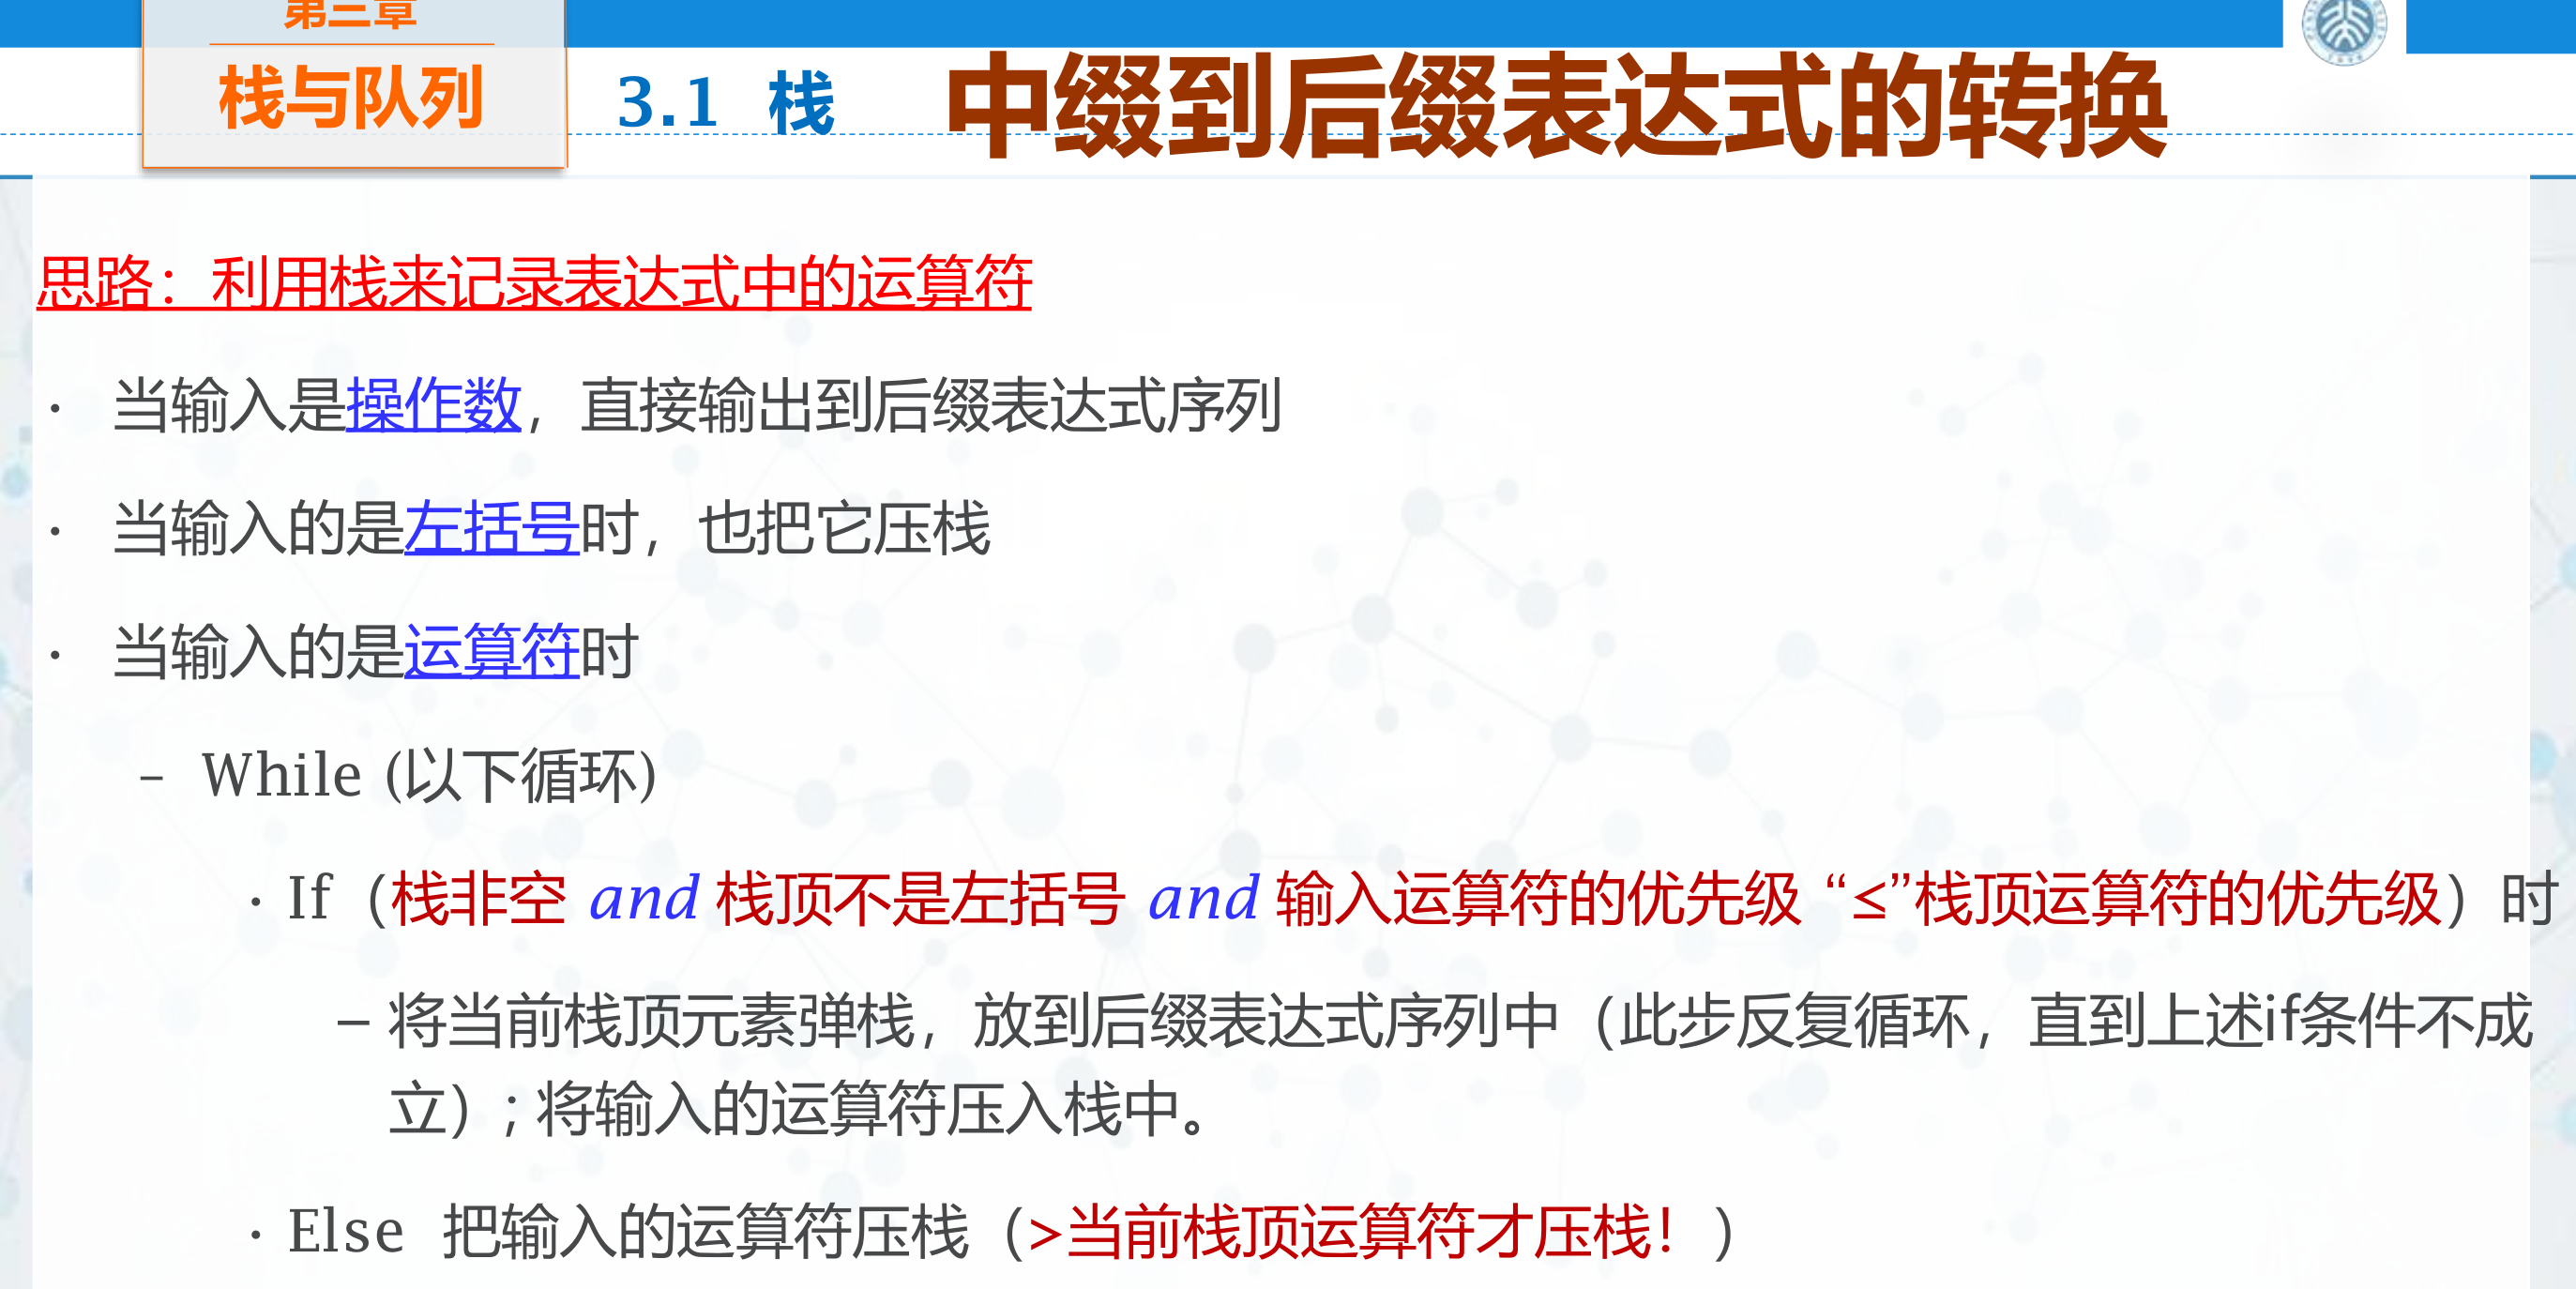 第三章
栈与队列
3.1 栈 中缀到后缀表达式的转换
思路：利用栈来记录表达式中的运算符
· 当输入是操作数，直接输出到后缀表达式序列
· 当输入的是左括号时，也把它压栈
· 当输入的是运算符时
– While (以下循环)
· If（栈非空 and 栈顶不是左括号 and 输入运算符的优先级 “≤”栈顶运算符的优先级）时
– 将当前栈顶元素弹栈，放到后缀表达式序列中（此步反复循环，直到上述if条件不成
立）; 将输入的运算符压入栈中。
· Else 把输入的运算符压栈（>当前栈顶运算符才压栈！）